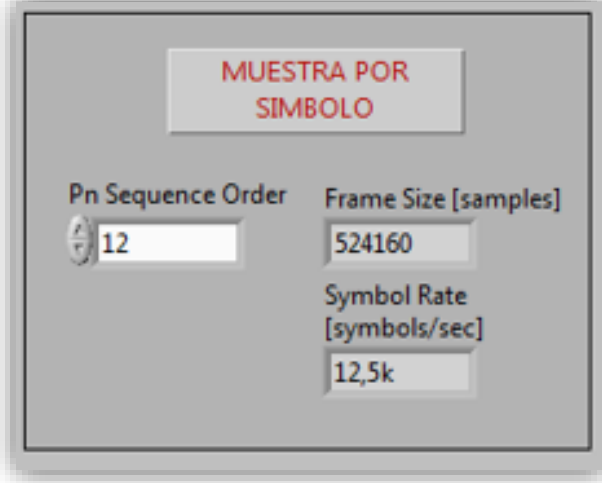 MUESTRA POR
SIMBOLO
Pn Sequence Order
12
Frame Size [samples]
524160
Symbol Rate
[symbols/sec]
12,5k